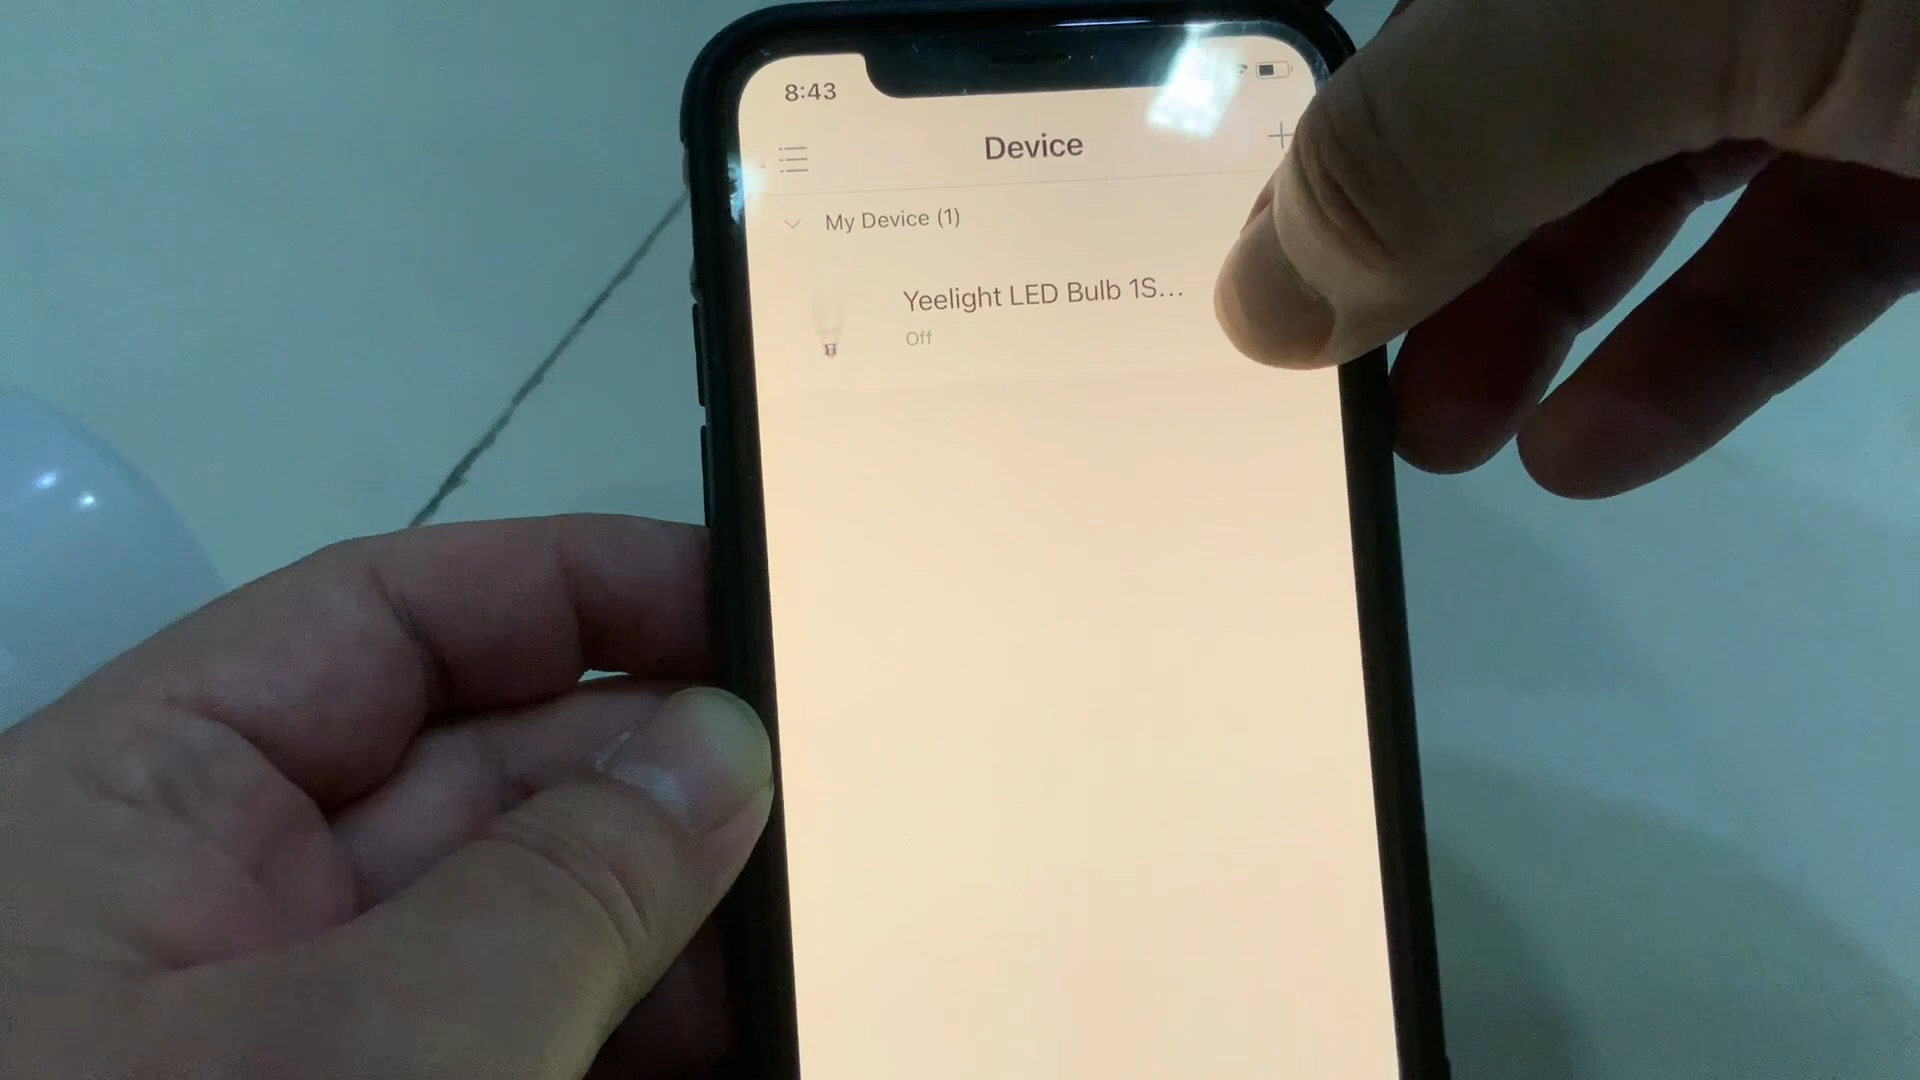 8:43
Device
My Device (1)
Yeelight LED Bulb 1S...
Off